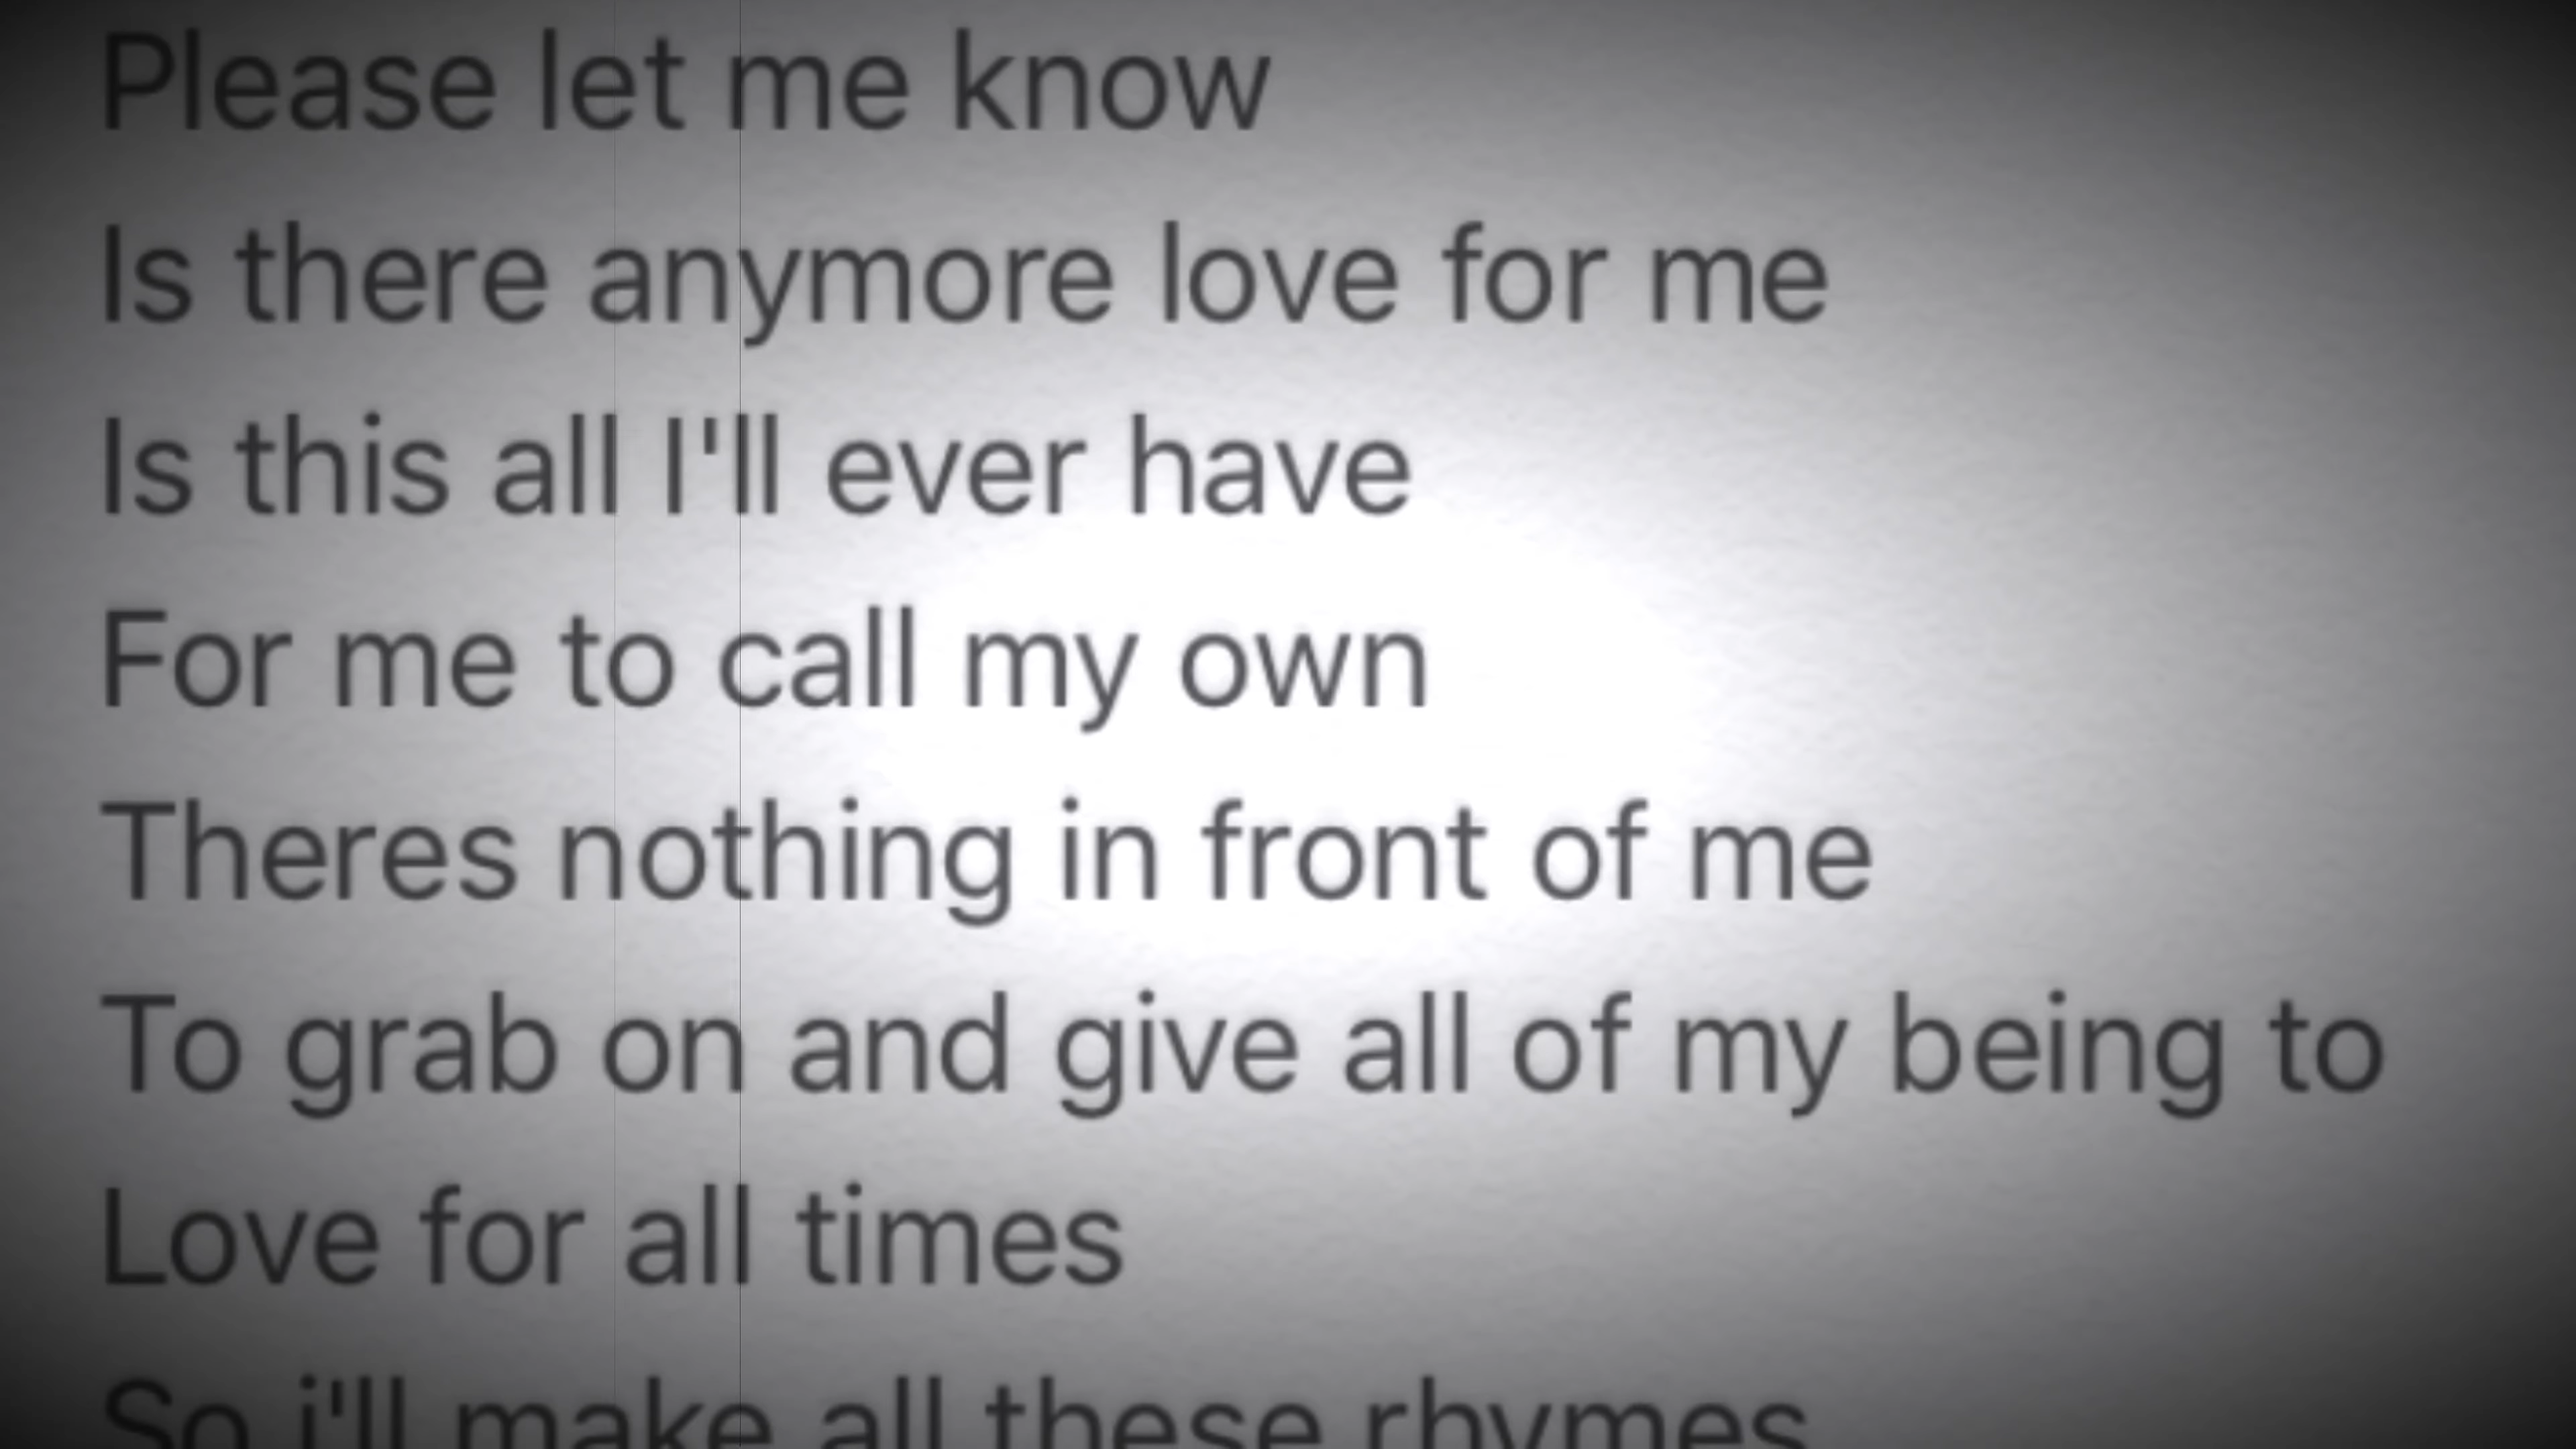 Please let me know
Is there anymore love for me
Is this all I'll ever have
For me to call my own
Theres nothing in front of me
To grab on and give all of my being to
Love for all times
So i'll make all these rhymes